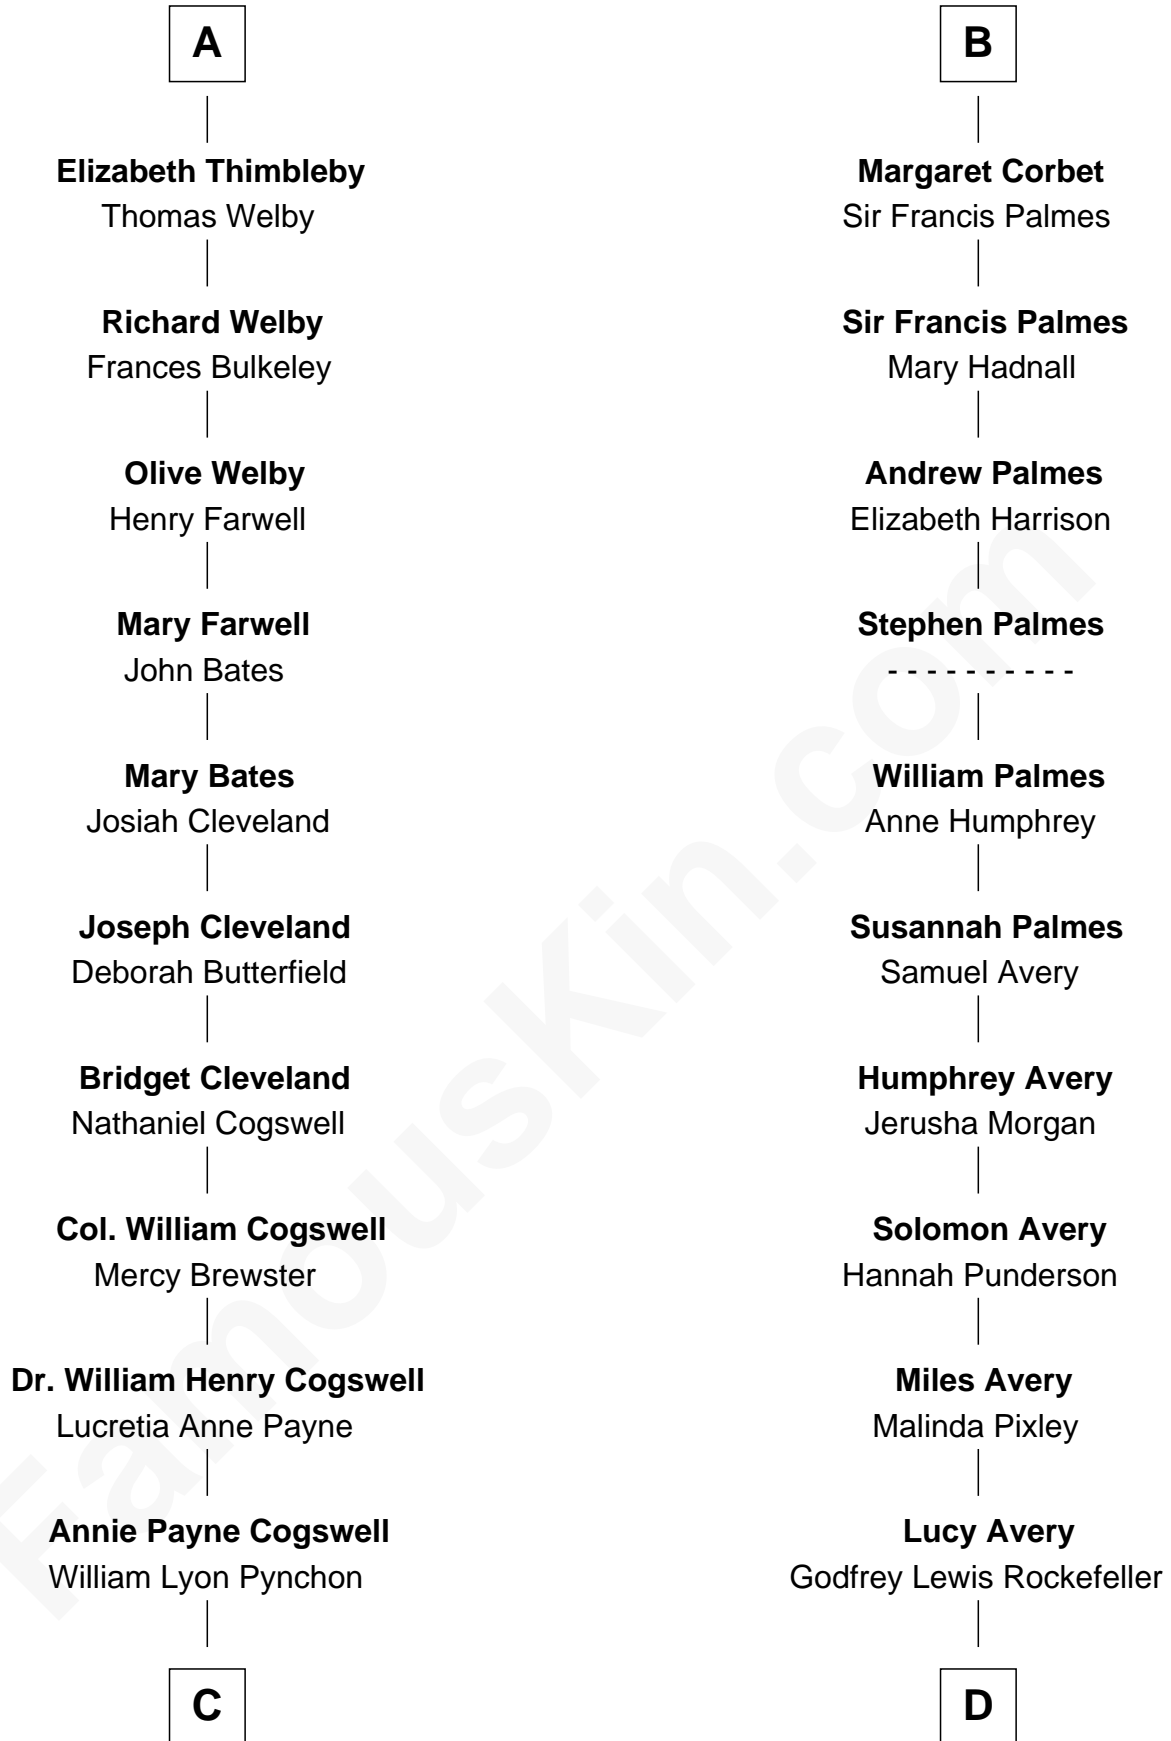 A
Elizabeth Thimbleby
Thomas Welby
Richard Welby
Frances Bulkeley
Olive Welby
Henry Farwell
Mary Farwell
John Bates
Mary Bates
Josiah Cleveland
Joseph Cleveland
Deborah Butterfield
Bridget Cleveland
Nathaniel Cogswell
Col. William Cogswell
Mercy Brewster
Dr. William Henry Cogswell
Lucretia Anne Payne
Annie Payne Cogswell
William Lyon Pynchon
C
B
Margaret Corbet
Sir Francis Palmes
Sir Francis Palmes
Mary Hadnall
Andrew Palmes
Elizabeth Harrison
Stephen Palmes
- - - - - - - - - -
William Palmes
Anne Humphrey
Susannah Palmes
Samuel Avery
Humphrey Avery
Jerusha Morgan
Solomon Avery
Hannah Punderson
Miles Avery
Malinda Pixley
Lucy Avery
Godfrey Lewis Rockefeller
D
FamousKin.com